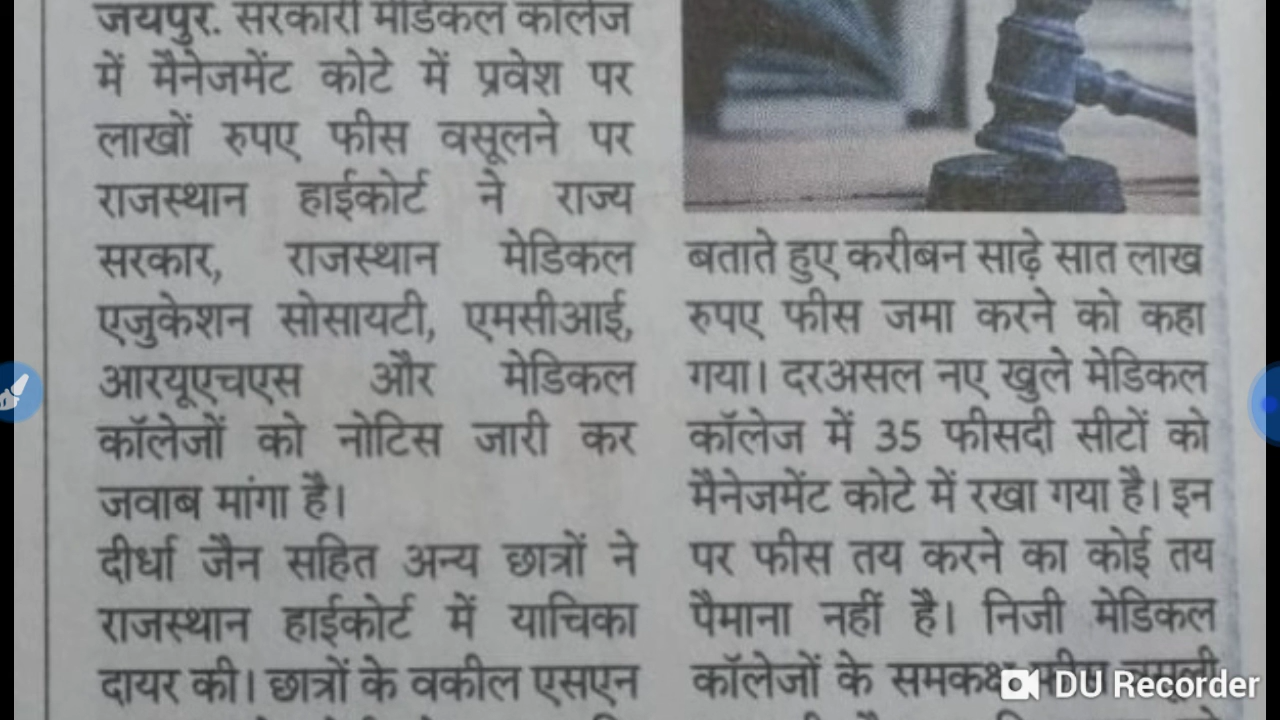 जयपुर. सरकारी मेडिकल कॉलेज
में मैनेजमेंट कोटे में प्रवेश पर
लाखों रुपए फीस वसूलने पर
राजस्थान हाईकोर्ट ने राज्य
सरकार, राजस्थान मेडिकल
एजुकेशन सोसायटी, एमसीआई,
आरयूएचएस और मेडिकल
कॉलेजों को नोटिस जारी कर
जवाब मांगा है।
दीर्धा जैन सहित अन्य छात्रों ने
राजस्थान हाईकोर्ट में याचिका
दायर की। छात्रों के वकील एसएन
बताते हुए करीबन साढ़े सात लाख
रुपए फीस जमा करने को कहा
गया। दरअसल नए खुले मेडिकल
कॉलेज में 35 फीसदी सीटों को
मैनेजमेंट कोटे में रखा गया है। इन
पर फीस तय करने का कोई तय
पैमाना नहीं है। निजी मेडिकल
कॉलेजों के समकक्ष
DU Recorder